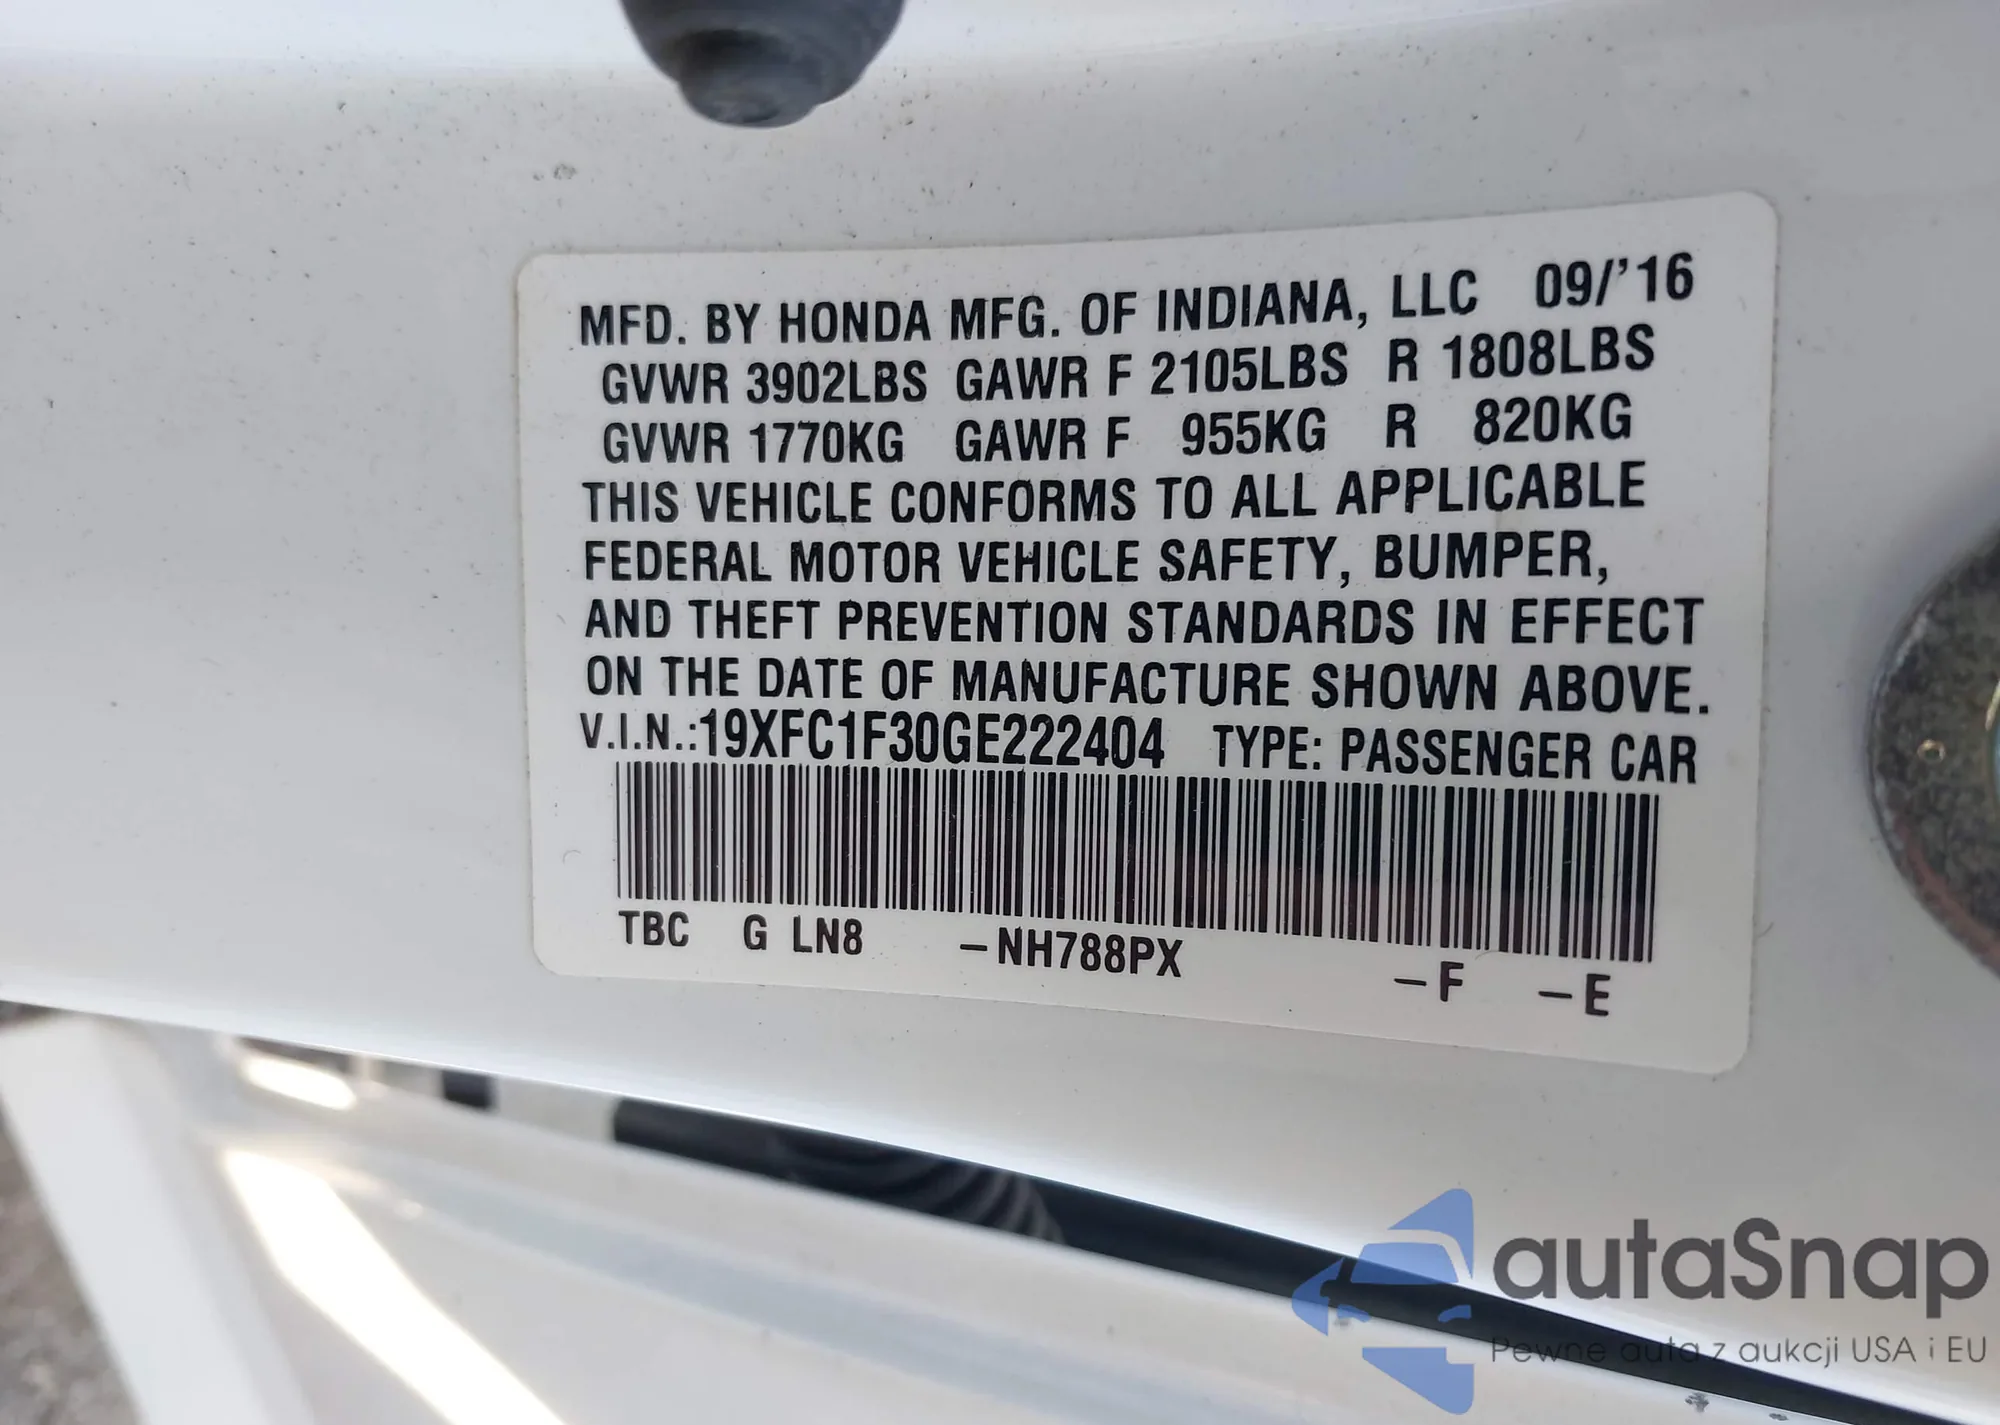 MFD. BY HONDA MFG. OF INDIANA, LLC 09/'16
GVWR 3902LBS GAWR F 2105LBS R 1808LBS
GVWR 1770KG GAWR F 955KG R 820KG
THIS VEHICLE CONFORMS TO ALL APPLICABLE
FEDERAL MOTOR VEHICLE SAFETY, BUMPER,
AND THEFT PREVENTION STANDARDS IN EFFECT
ON THE DATE OF MANUFACTURE SHOWN ABOVE.
V.I.N.:19XFC1F30GE222404 TYPE: PASSENGER CAR
TBC G LN8 –NH788PX –F –E
autaSnap
Pewne auta z aukcji USA i EU